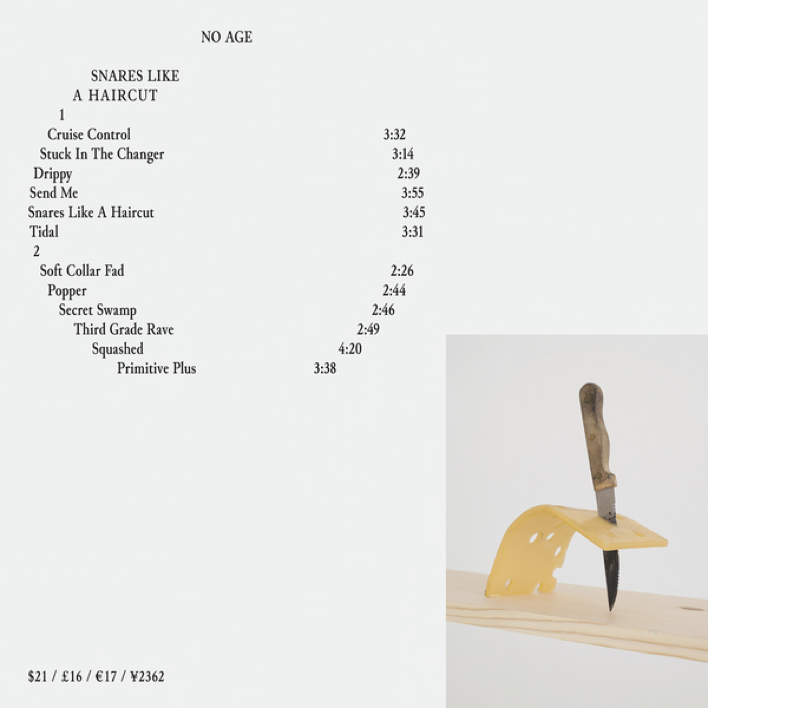 NO AGE
SNARES LIKE
A HAIRCUT
1
Cruise Control 3:32
Stuck In The Changer 3:14
Drippy 2:39
Send Me 3:55
Snares Like A Haircut 3:45
Tidal 3:31
2
Soft Collar Fad 2:26
Popper 2:44
Secret Swamp 2:46
Third Grade Rave 2:49
Squashed 4:20
Primitive Plus 3:38
$21 / £16 / €17 / ¥2362